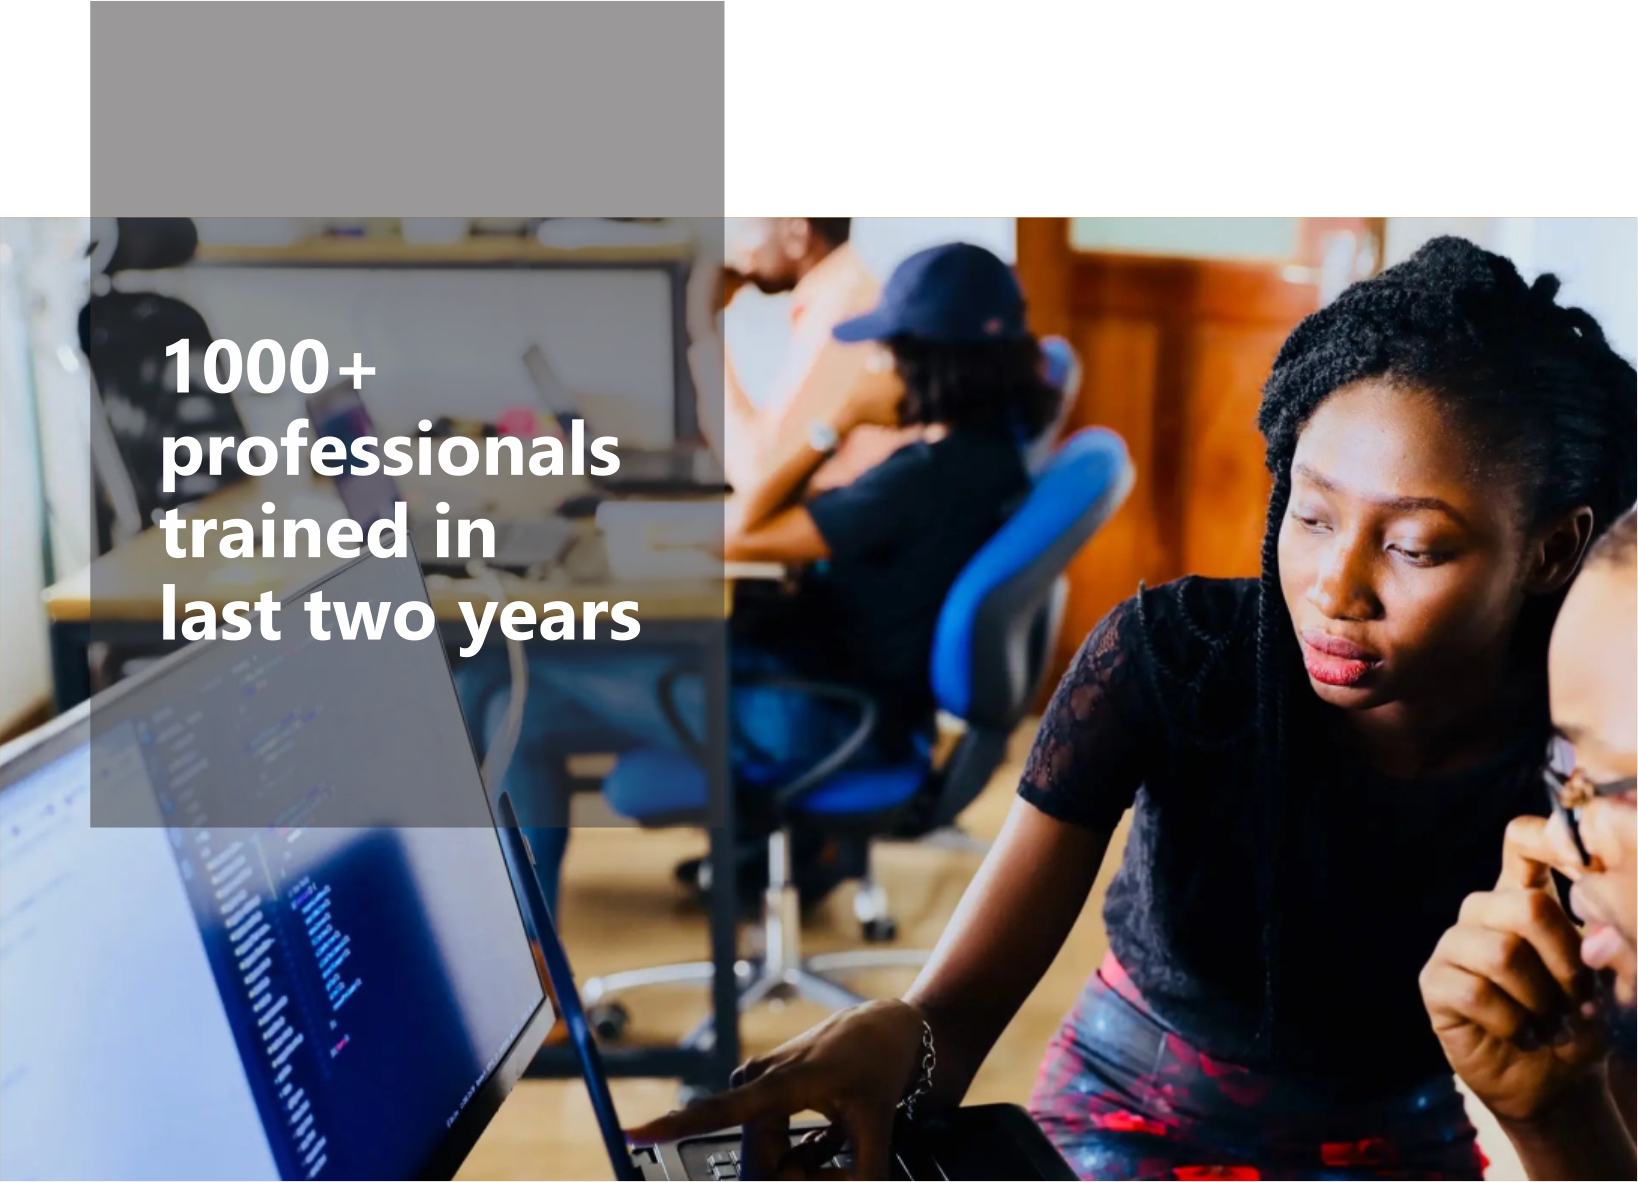 1000+
professionals
trained in
last two years